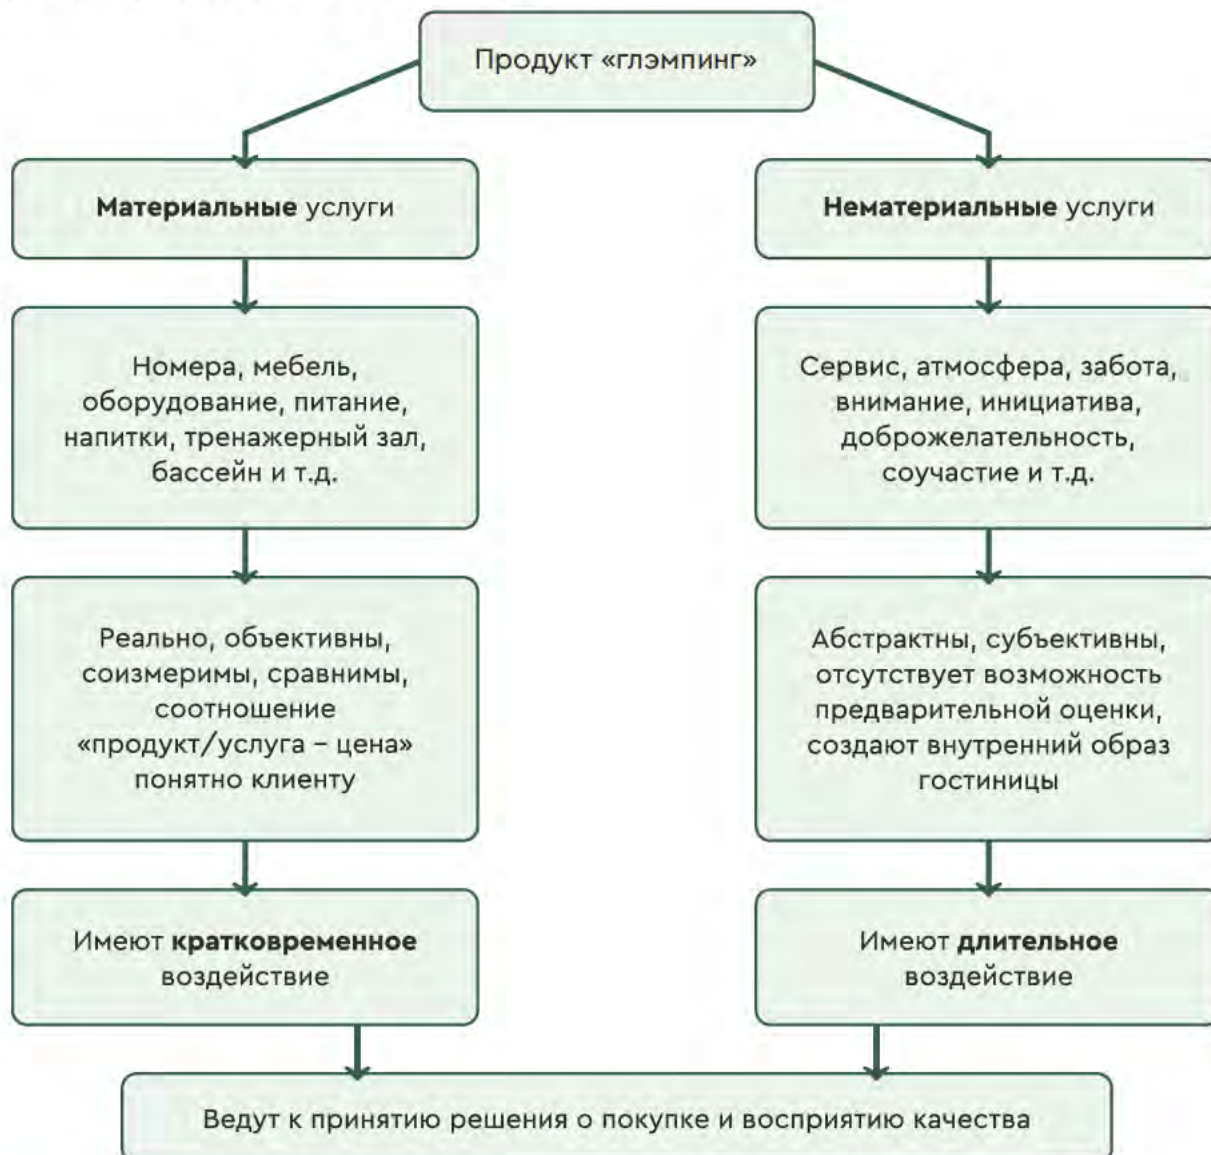 Продукт «глэмпинг»
Материальные услуги
Нематериальные услуги
Номера, мебель,
оборудование, питание,
напитки, тренажерный зал,
бассейн и т.д.
Сервис, атмосфера, забота,
внимание, инициатива,
доброжелательность,
соучастие и т.д.
Реально, объективны,
соизмеримы, сравнимы,
соотношение
«продукт/услуга – цена»
понятно клиенту
Абстрактны, субъективны,
отсутствует возможность
предварительной оценки,
создают внутренний образ
гостиницы
Имеют кратковременное
воздействие
Имеют длительное
воздействие
Ведут к принятию решения о покупке и восприятию качества